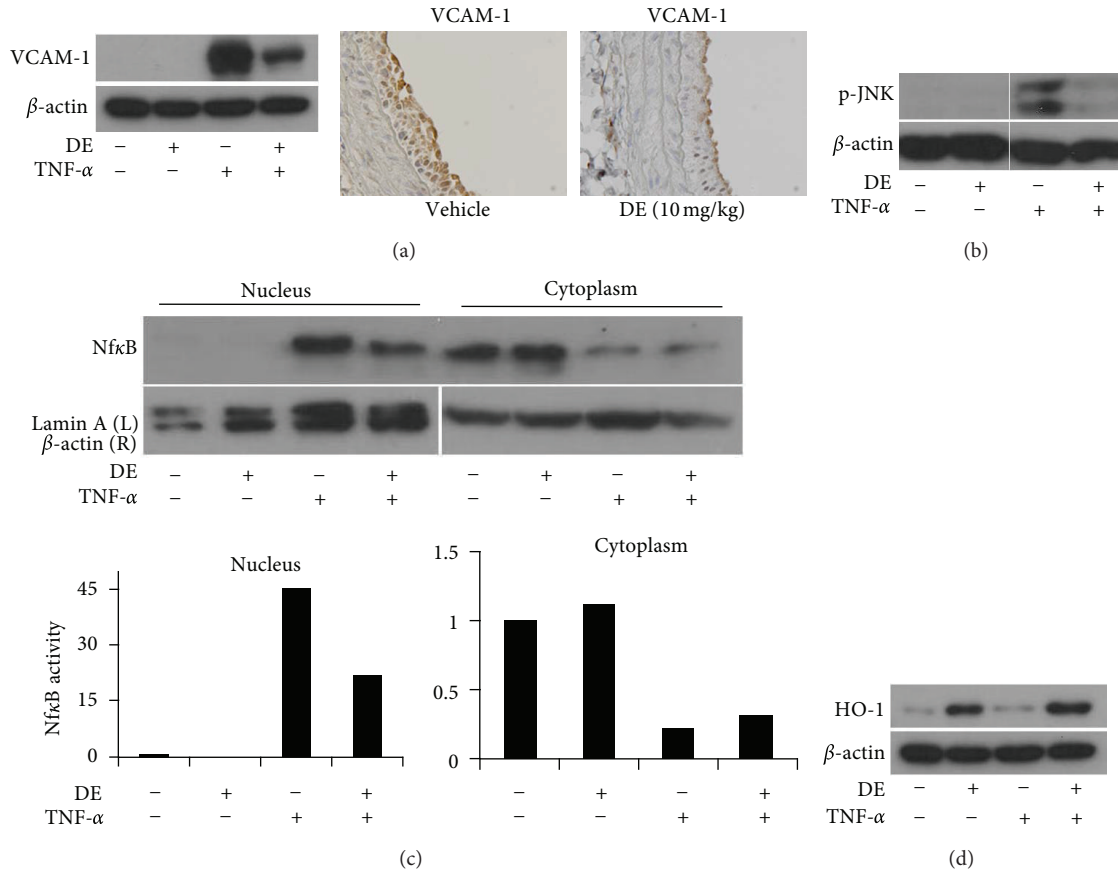 VCAM-1
β-actin
DE – + – +
TNF-α – – + +
VCAM-1
Vehicle
VCAM-1
DE (10 mg/kg)
(a)
p-JNK
β-actin
DE – + – +
TNF-α – – + +
(b)
Nucleus
Cytoplasm
NfκB
Lamin A (L)
β-actin (R)
DE – + – + – + – +
TNF-α – – + + – – + +
Nucleus
NfκB activity
45
30
15
0
DE – + – +
TNF-α – – + +
Cytoplasm
1.5
1
0.5
0
– + – +
– – + +
(c)
HO-1
β-actin
DE – + – +
TNF-α – – + +
(d)